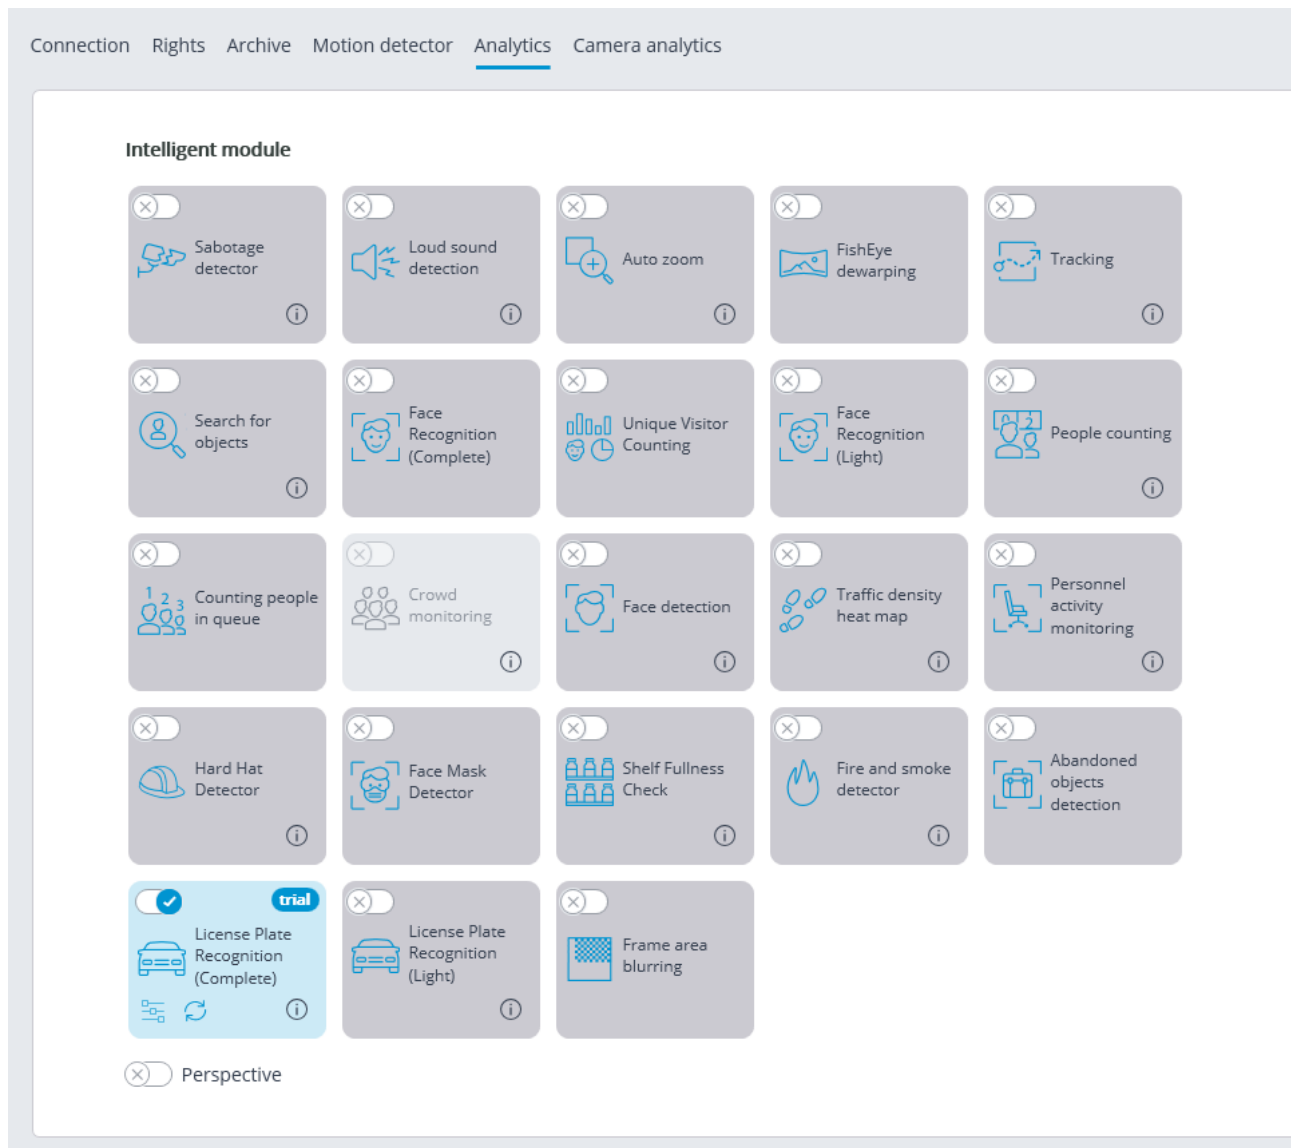 Connection Rights Archive Motion detector Analytics Camera analytics
Intelligent module
Sabotage
detector
Loud sound
detection
Auto zoom
FishEye
dewarping
Tracking
Search for
objects
Face
Recognition
(Complete)
Unique Visitor
Counting
Face
Recognition
(Light)
People counting
Counting people
in queue
Crowd
monitoring
Face detection
Traffic density
heat map
Personnel
activity
monitoring
Hard Hat
Detector
Face Mask
Detector
Shelf Fullness
Check
Fire and smoke
detector
Abandoned
objects
detection
trial
License Plate
Recognition
(Complete)
License Plate
Recognition
(Light)
Frame area
blurring
Perspective